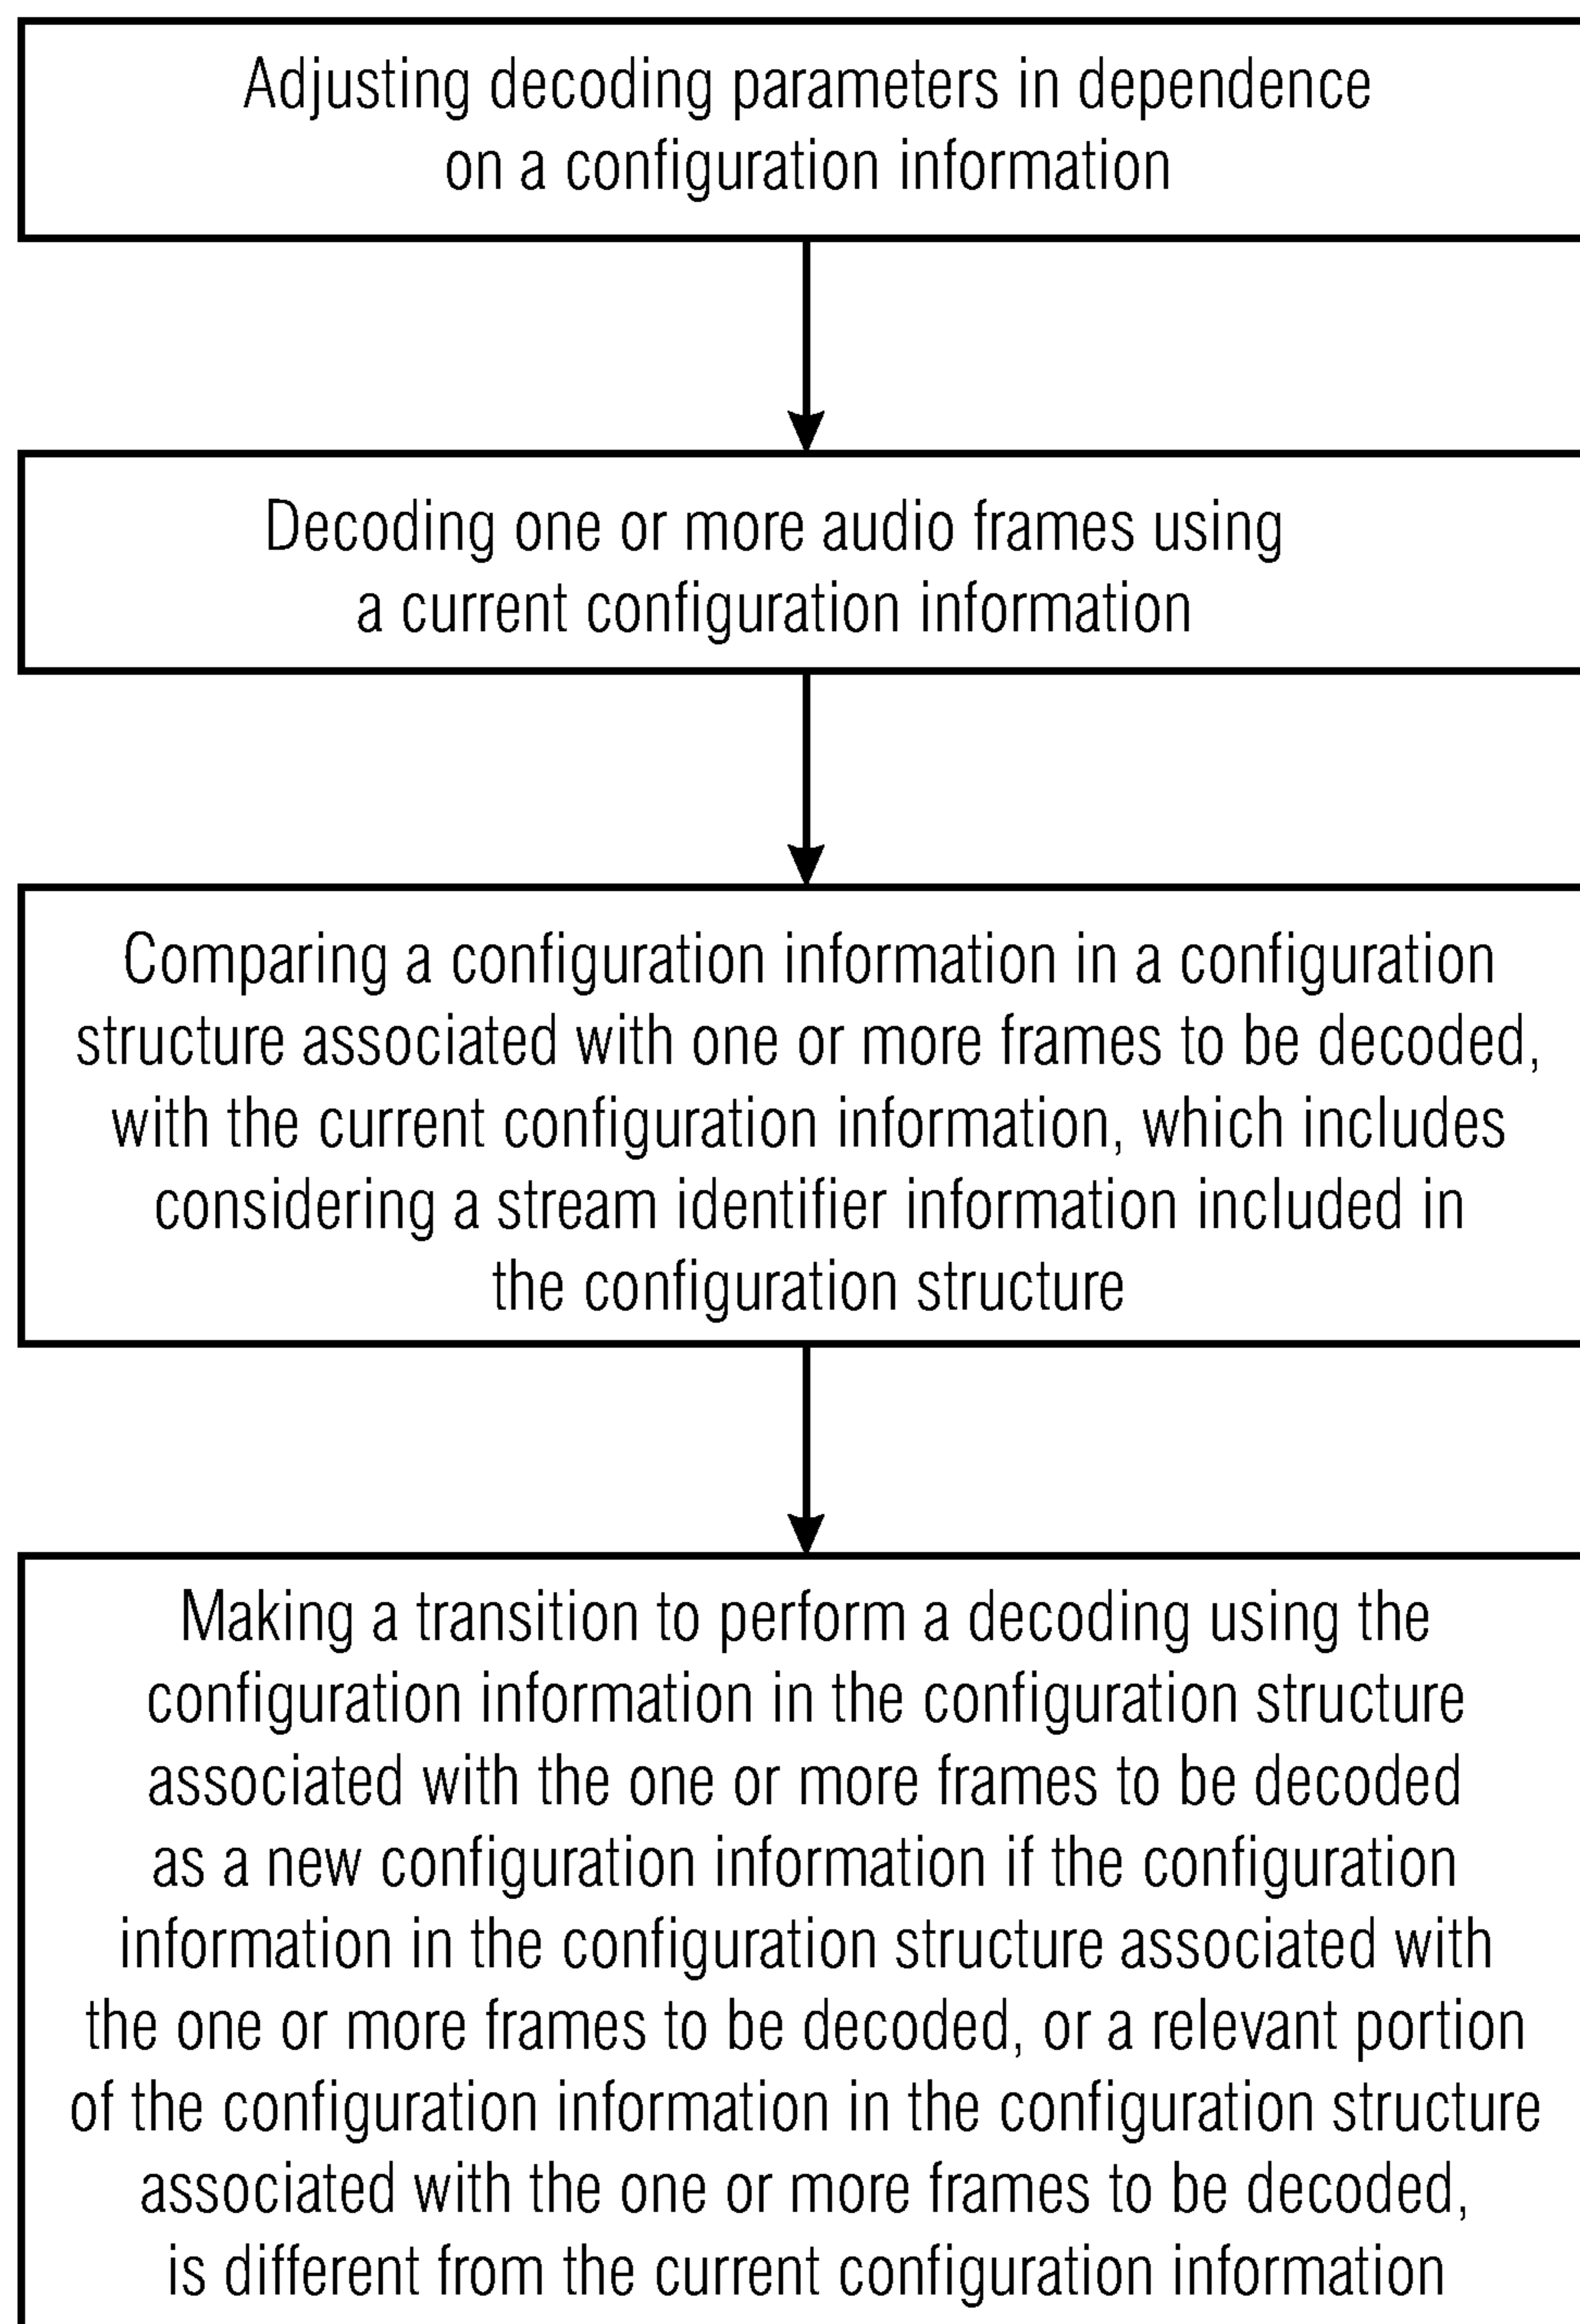 Adjusting decoding parameters in dependence
on a configuration information
Decoding one or more audio frames using
a current configuration information
Comparing a configuration information in a configuration
structure associated with one or more frames to be decoded,
with the current configuration information, which includes
considering a stream identifier information included in
the configuration structure
Making a transition to perform a decoding using the
configuration information in the configuration structure
associated with the one or more frames to be decoded
as a new configuration information if the configuration
information in the configuration structure associated with
the one or more frames to be decoded, or a relevant portion
of the configuration information in the configuration structure
associated with the one or more frames to be decoded,
is different from the current configuration information